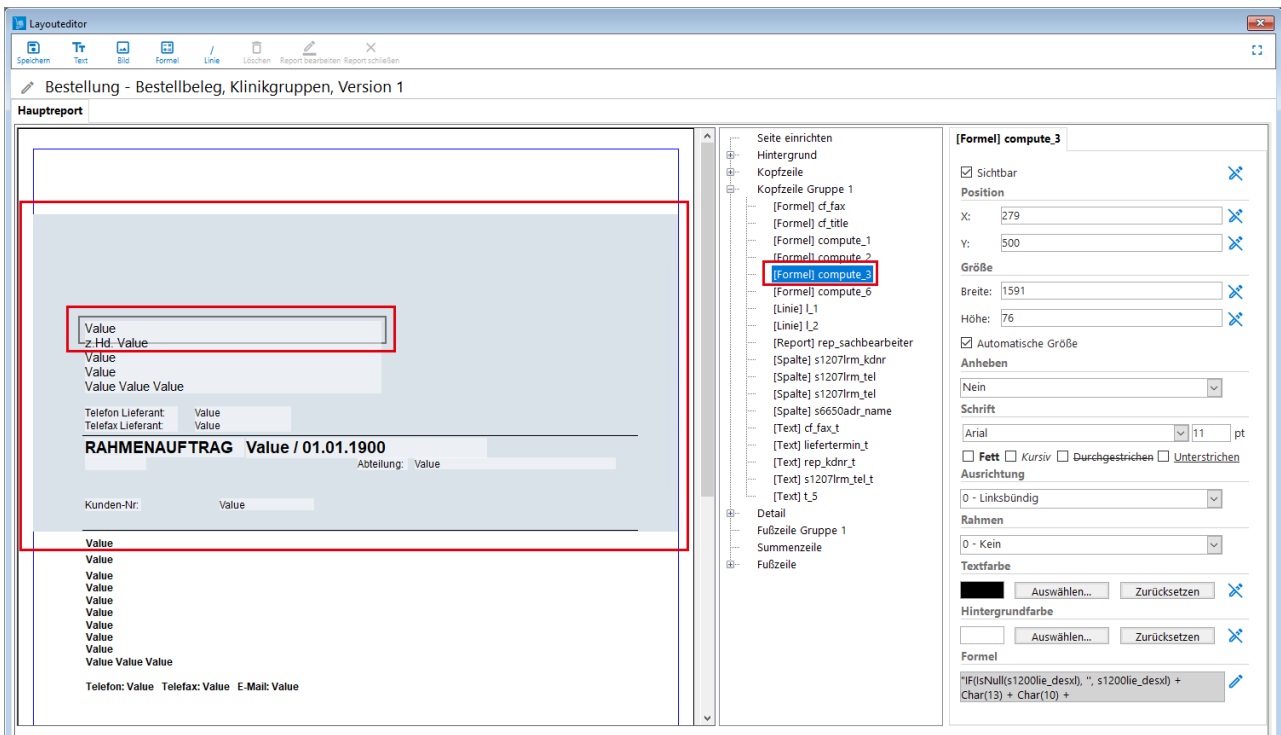 Layouteditor
Speichern Text Bild Formel Linie Löschen Report bearbeiten Report schließen
Bestellung - Bestellbeleg, Klinikgruppen, Version 1
Hauptreport
Value
z.Hd. Value
Value
Value
Value Value Value
Telefon Lieferant: Value
Telefax Lieferant: Value
RAHMENAUFTRAG Value / 01.01.1900
Abteilung: Value
Kunden-Nr: Value
Value
Value
Value
Value
Value
Value
Value
Value
Value
Value Value Value
Telefon: Value Telefax: Value E-Mail: Value
Seite einrichten
Hintergrund
Kopfzeile
Kopfzeile Gruppe 1
[Formel] cf_fax
[Formel] cf_title
[Formel] compute_1
[Formel] compute_2
[Formel] compute_3
[Formel] compute_6
[Linie] l_1
[Linie] l_2
[Report] rep_sachbearbeiter
[Spalte] s1207lrm_kdnr
[Spalte] s1207lrm_tel
[Spalte] s1207lrm_tel
[Spalte] s6650adr_name
[Text] cf_fax_t
[Text] liefertermin_t
[Text] rep_kdnr_t
[Text] s1207lrm_tel_t
[Text] t_5
Detail
Fußzeile Gruppe 1
Summenzeile
Fußzeile
[Formel] compute_3
Sichtbar
Position
X: 279
Y: 500
Größe
Breite: 1591
Höhe: 76
Automatische Größe
Anheben
Nein
Schrift
Arial 11 pt
Fett Kursiv Durchgestrichen Unterstrichen
Ausrichtung
0 - Linksbündig
Rahmen
0 - Kein
Textfarbe
Auswählen... Zurücksetzen
Hintergrundfarbe
Auswählen... Zurücksetzen
Formel
"IF(IsNull(s1200lie_desxl), '', s1200lie_desxl) +
Char(13) + Char(10) +